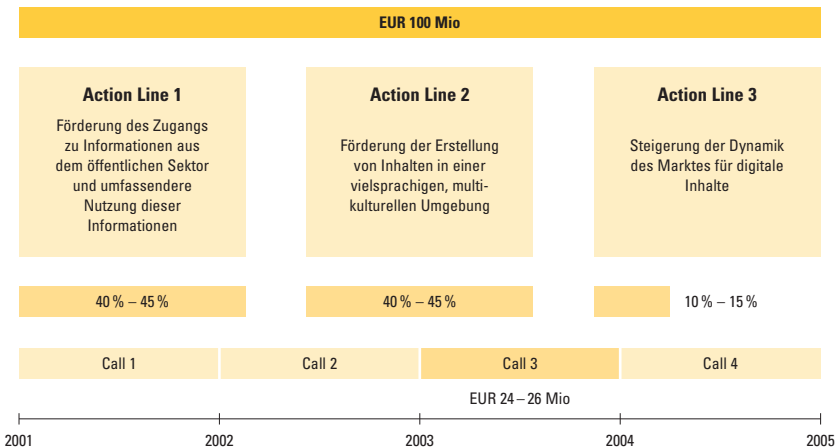 EUR 100 Mio
Action Line 1
Förderung des Zugangs
zu Informationen aus
dem öffentlichen Sektor
und umfassendere
Nutzung dieser
Informationen
Action Line 2
Förderung der Erstellung
von Inhalten in einer
vielsprachigen, multi-
kulturellen Umgebung
Action Line 3
Steigerung der Dynamik
des Marktes für digitale
Inhalte
40 % – 45 %
40 % – 45 %
10 % – 15 %
Call 1
Call 2
Call 3
Call 4
EUR 24 – 26 Mio
2001
2002
2003
2004
2005